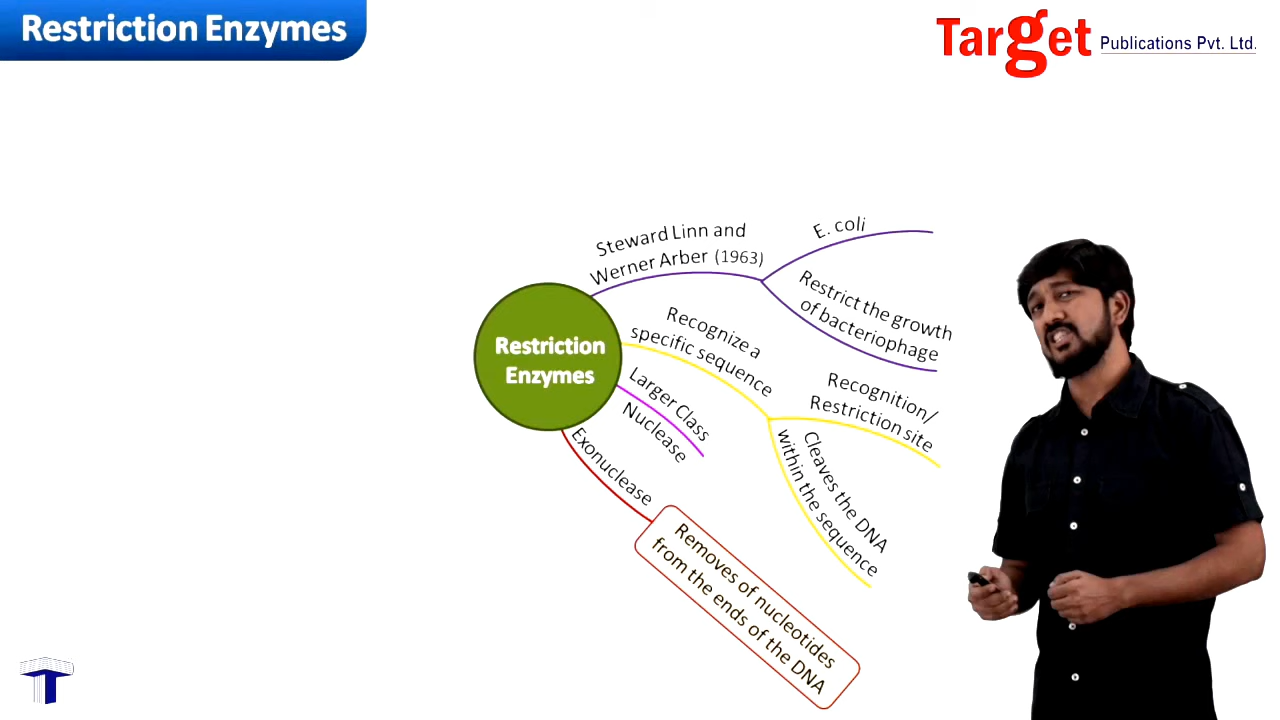 Restriction Enzymes
Target Publications Pvt. Ltd.
Steward Linn and
Werner Arber (1963)
E. coli
Restrict the growth
of bacteriophage
Restriction
Enzymes
Recognize a
specific sequence
Recognition/
Restriction site
Cleaves the DNA
within the sequence
Larger Class
Nuclease
Exonuclease
Removes of nucleotides
from the ends of the DNA
T